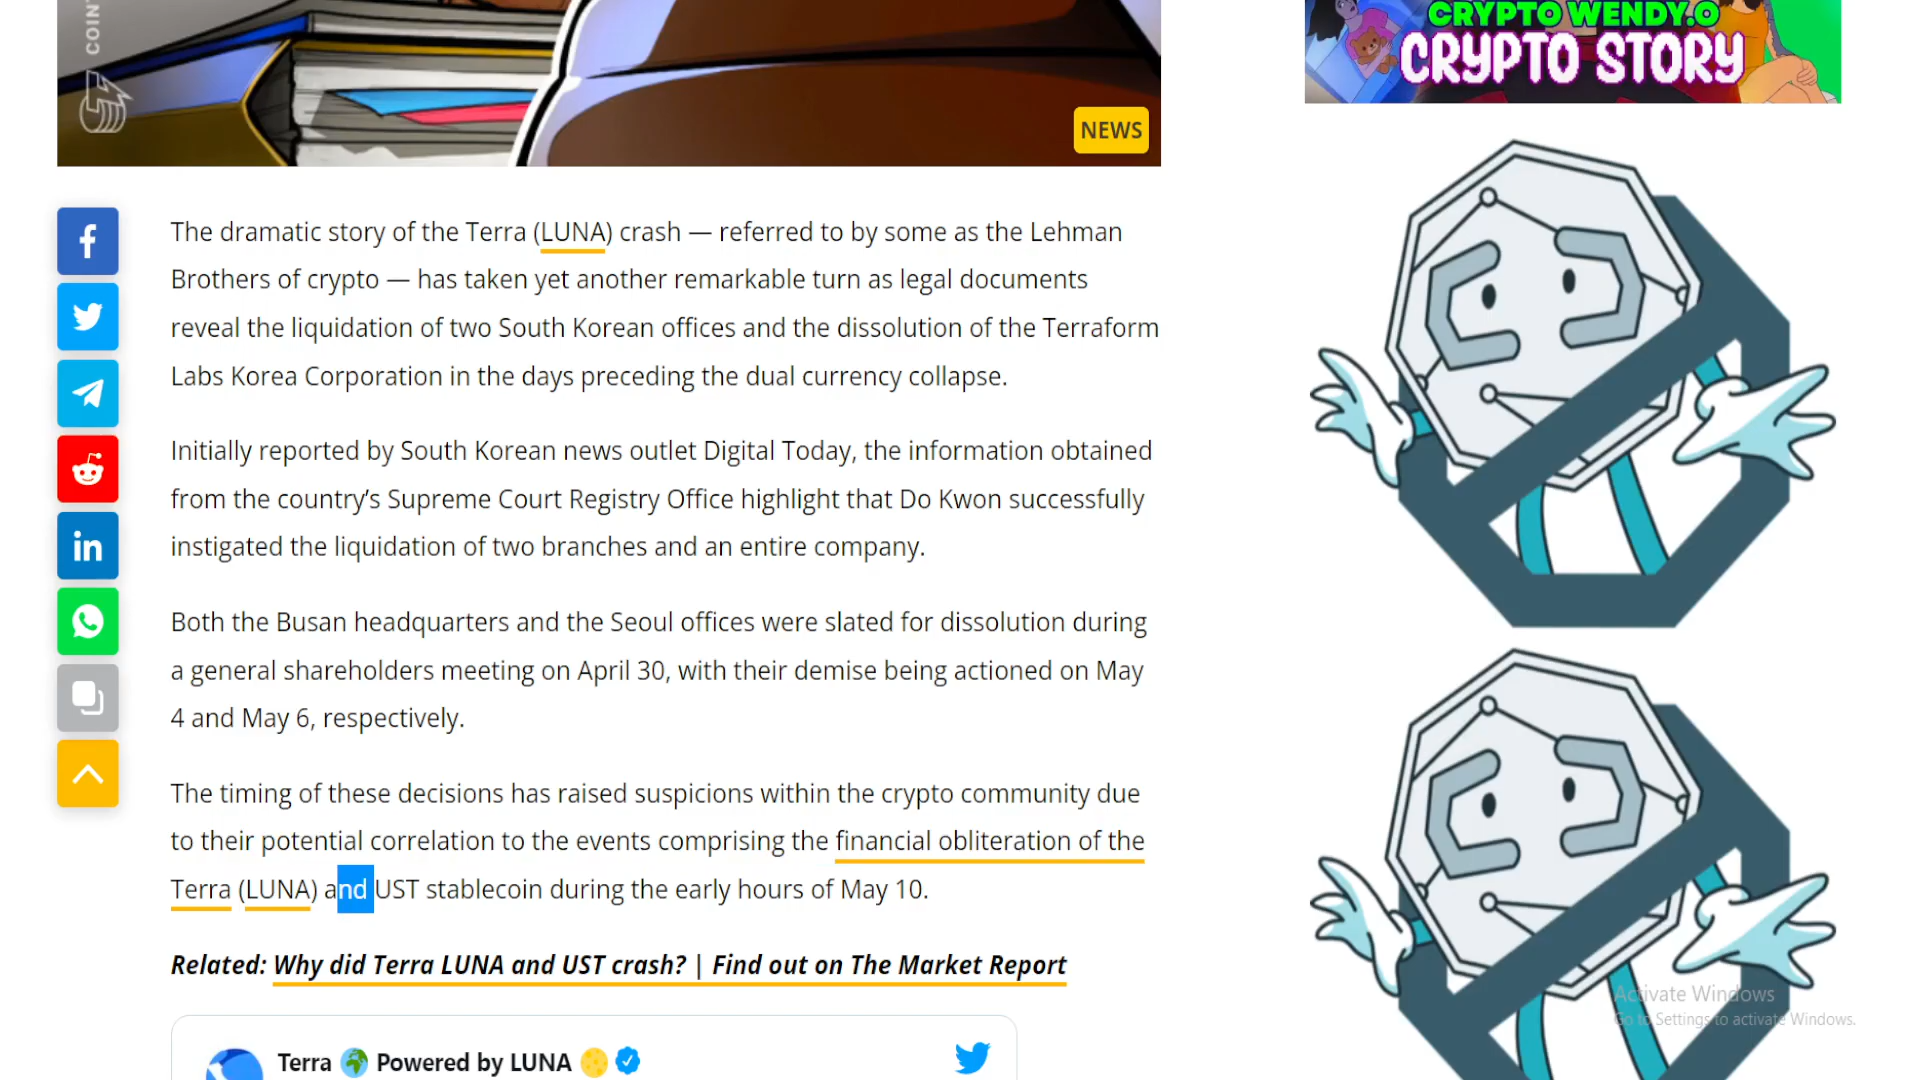 COINT
CRYPTO WENDY.O
CRYPTO STORY
NEWS
The dramatic story of the Terra (LUNA) crash — referred to by some as the Lehman
Brothers of crypto — has taken yet another remarkable turn as legal documents
reveal the liquidation of two South Korean offices and the dissolution of the Terraform
Labs Korea Corporation in the days preceding the dual currency collapse.
Initially reported by South Korean news outlet Digital Today, the information obtained
from the country’s Supreme Court Registry Office highlight that Do Kwon successfully
instigated the liquidation of two branches and an entire company.
Both the Busan headquarters and the Seoul offices were slated for dissolution during
a general shareholders meeting on April 30, with their demise being actioned on May
4 and May 6, respectively.
The timing of these decisions has raised suspicions within the crypto community due
to their potential correlation to the events comprising the financial obliteration of the
Terra (LUNA) and UST stablecoin during the early hours of May 10.
Related: Why did Terra LUNA and UST crash? | Find out on The Market Report
Terra 🌍 Powered by LUNA 🌕
Activate Windows
Go to Settings to activate Windows.